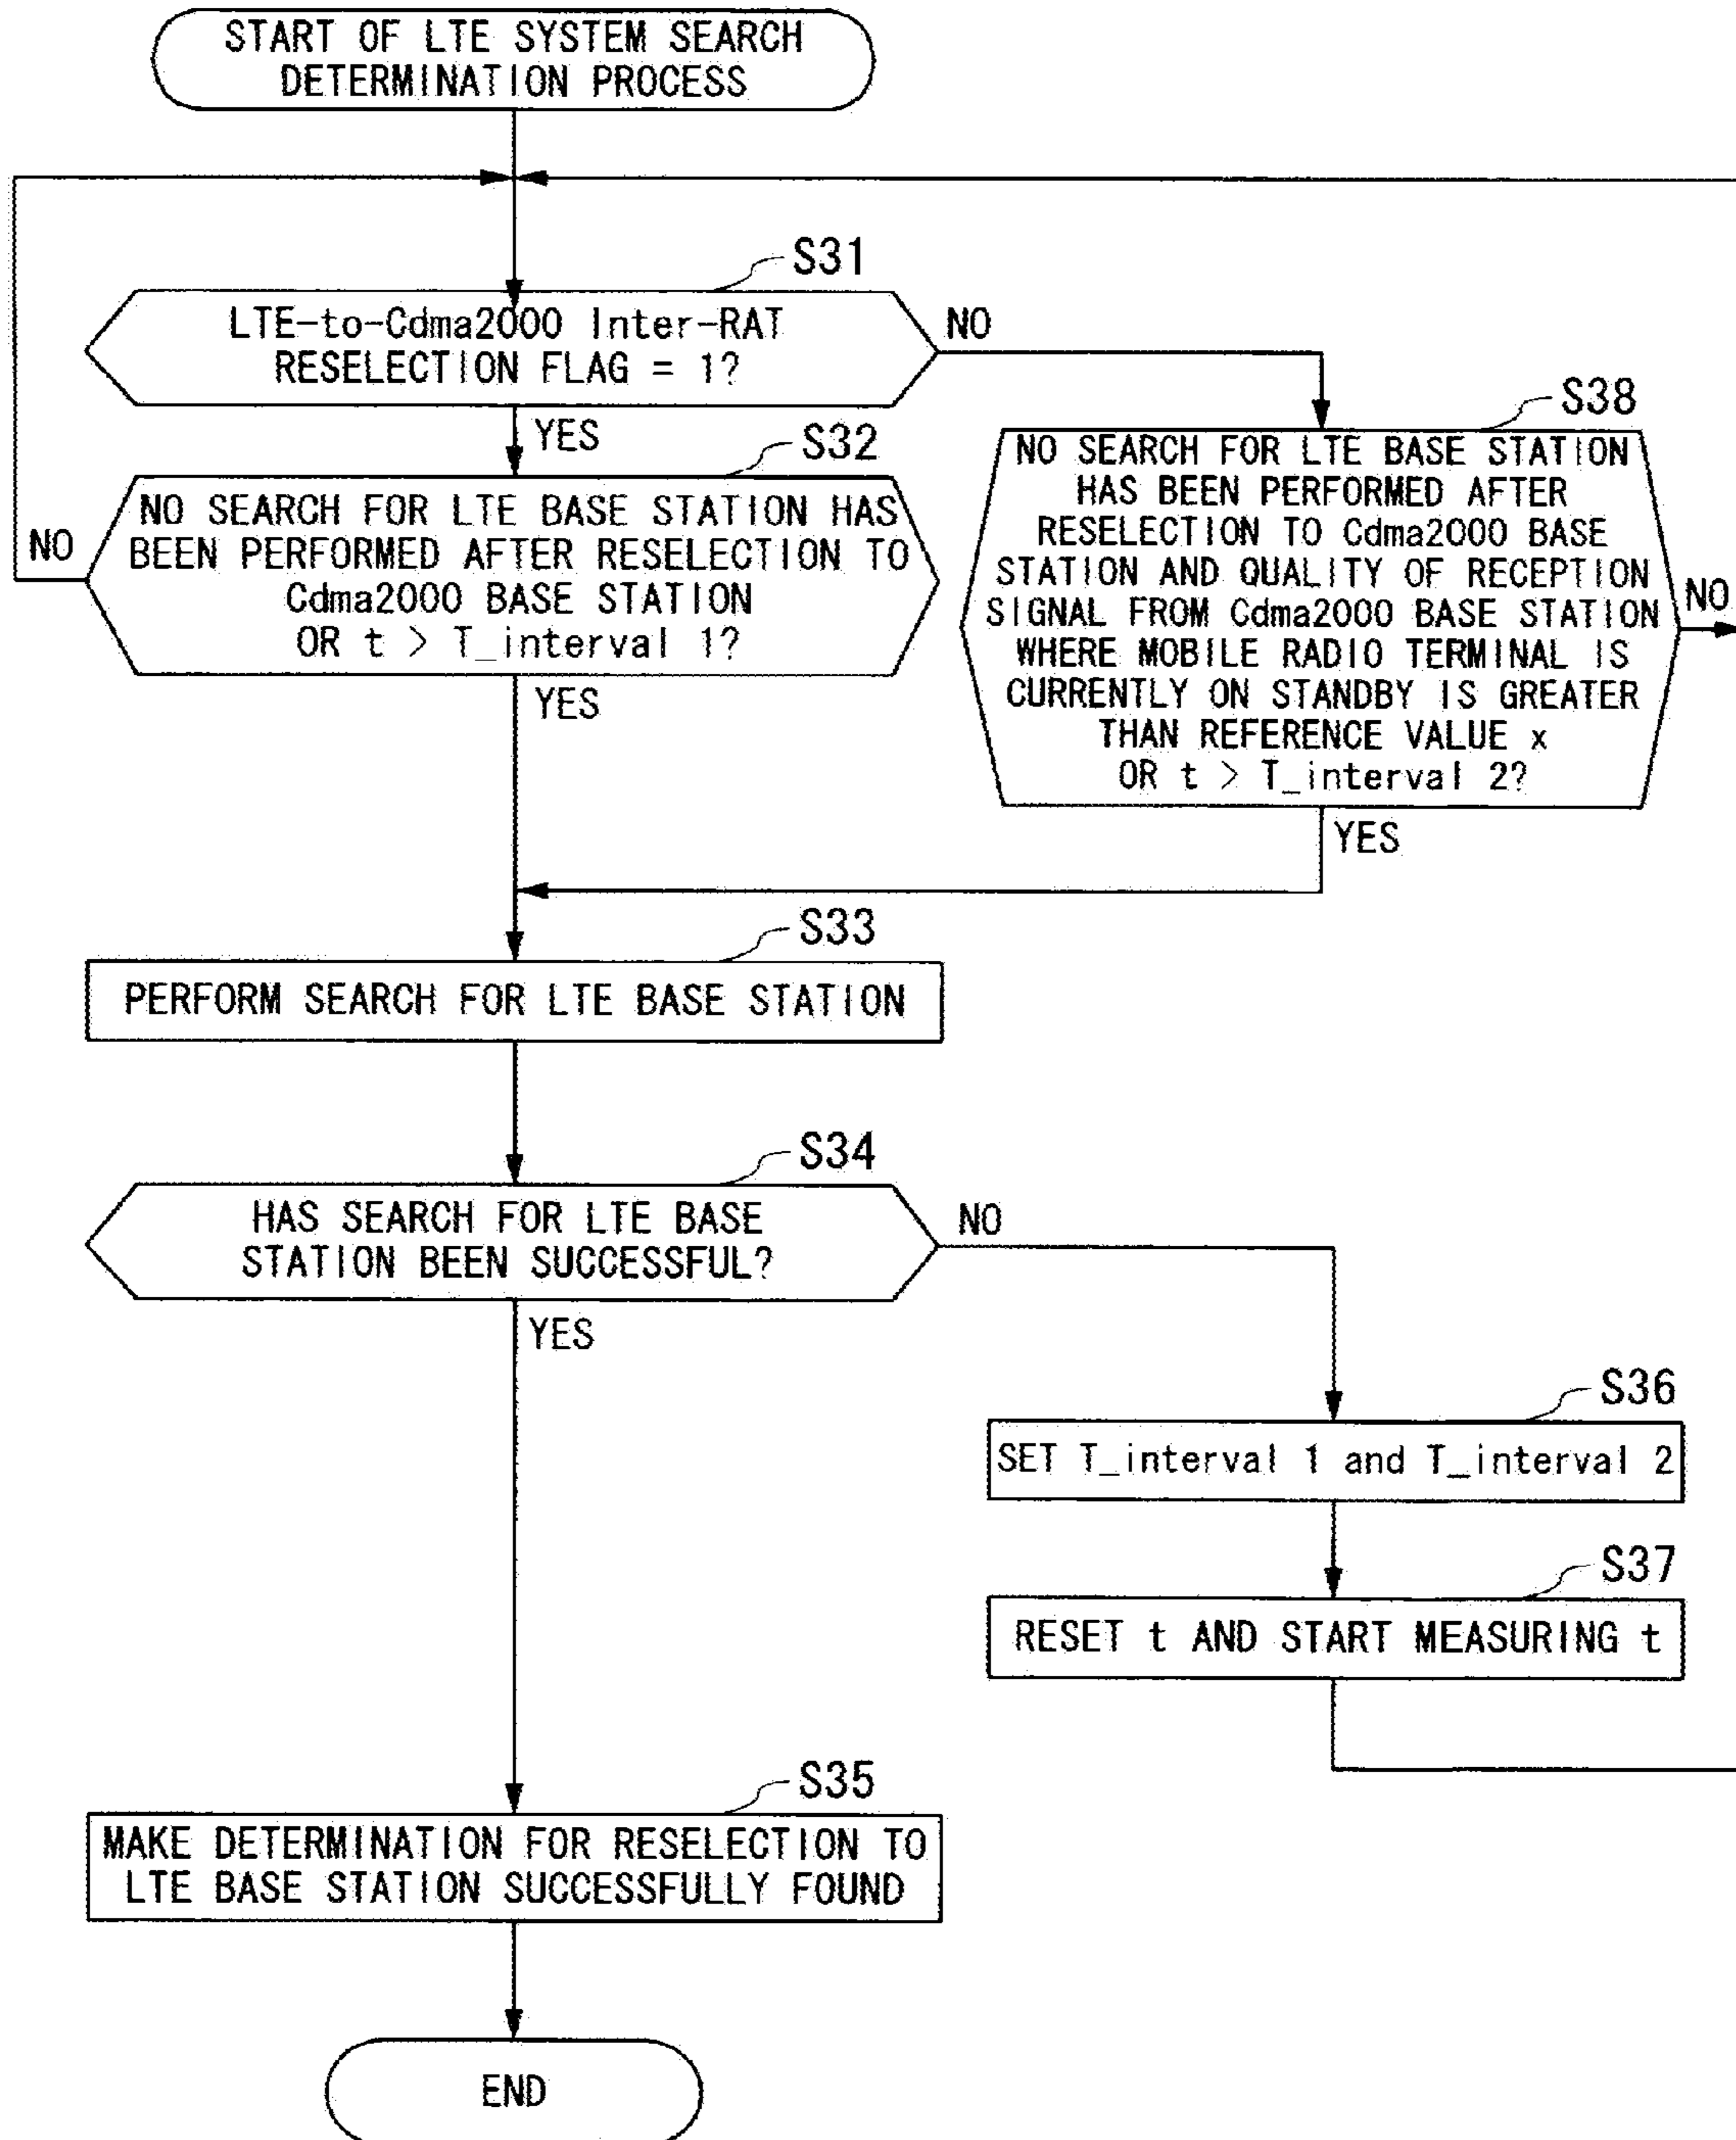 START OF LTE SYSTEM SEARCH
DETERMINATION PROCESS
S31
LTE-to-Cdma2000 Inter-RAT
RESELECTION FLAG = 1?
NO
YES
S32
NO SEARCH FOR LTE BASE STATION HAS
BEEN PERFORMED AFTER RESELECTION TO
Cdma2000 BASE STATION
OR t > T_interval 1?
NO
YES
S38
NO SEARCH FOR LTE BASE STATION
HAS BEEN PERFORMED AFTER
RESELECTION TO Cdma2000 BASE
STATION AND QUALITY OF RECEPTION
SIGNAL FROM Cdma2000 BASE STATION
WHERE MOBILE RADIO TERMINAL IS
CURRENTLY ON STANDBY IS GREATER
THAN REFERENCE VALUE x
OR t > T_interval 2?
NO
YES
S33
PERFORM SEARCH FOR LTE BASE STATION
S34
HAS SEARCH FOR LTE BASE
STATION BEEN SUCCESSFUL?
NO
YES
S36
SET T_interval 1 and T_interval 2
S37
RESET t AND START MEASURING t
S35
MAKE DETERMINATION FOR RESELECTION TO
LTE BASE STATION SUCCESSFULLY FOUND
END